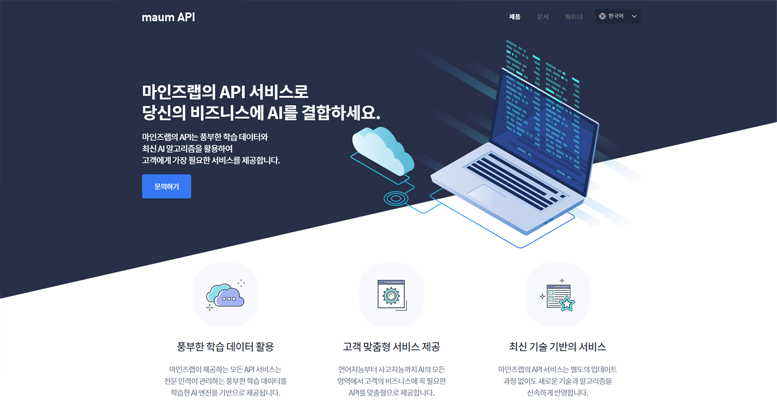 maum API
제품
문서
파트너
한국어
마인즈랩의 API 서비스로
당신의 비즈니스에 AI를 결합하세요.
마인즈랩의 API는 풍부한 학습 데이터와
최신 AI 알고리즘을 활용하여
고객에게 가장 필요한 서비스를 제공합니다.
문의하기
풍부한 학습 데이터 활용
마인즈랩이 제공하는 모든 API 서비스는
전문 인력이 관리하는 풍부한 학습 데이터를
학습한 AI 엔진을 기반으로 제공됩니다.
고객 맞춤형 서비스 제공
언어지능부터 사고지능까지 AI의 모든
영역에서 고객의 비즈니스에 꼭 필요한
API를 맞춤으로 제공합니다.
최신 기술 기반의 서비스
마인즈랩의 API 서비스는 별도의 업데이트
과정 없이도 새로운 기술과 알고리즘을
신속하게 반영합니다.